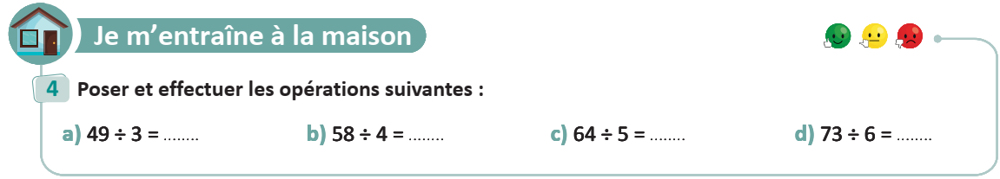 Je m'entraîne à la maison
4 Poser et effectuer les opérations suivantes :
a) 49 ÷ 3 = ........ b) 58 ÷ 4 = ........ c) 64 ÷ 5 = ........ d) 73 ÷ 6 = ........